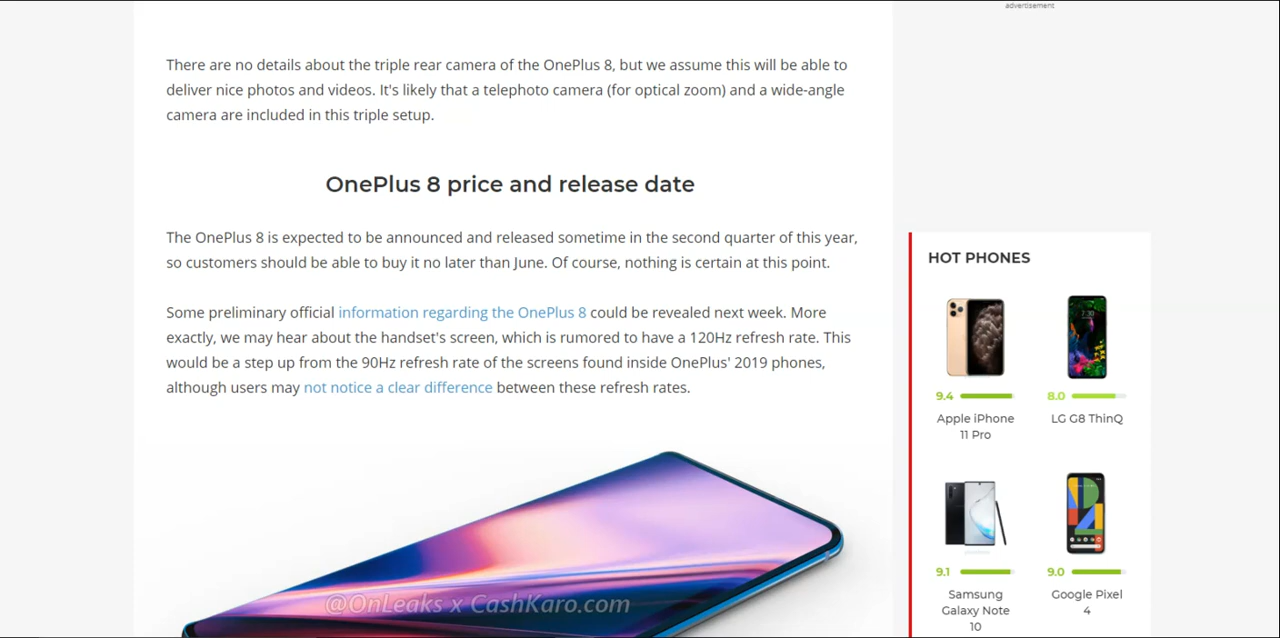 advertisement
There are no details about the triple rear camera of the OnePlus 8, but we assume this will be able to
deliver nice photos and videos. It's likely that a telephoto camera (for optical zoom) and a wide-angle
camera are included in this triple setup.
OnePlus 8 price and release date
The OnePlus 8 is expected to be announced and released sometime in the second quarter of this year,
so customers should be able to buy it no later than June. Of course, nothing is certain at this point.
Some preliminary official information regarding the OnePlus 8 could be revealed next week. More
exactly, we may hear about the handset's screen, which is rumored to have a 120Hz refresh rate. This
would be a step up from the 90Hz refresh rate of the screens found inside OnePlus' 2019 phones,
although users may not notice a clear difference between these refresh rates.
@OnLeaks x CashKaro.com
HOT PHONES
7:30
9.4
Apple iPhone
11 Pro
8.0
LG G8 ThinQ
9.1
Samsung
Galaxy Note
10
9.0
Google Pixel
4